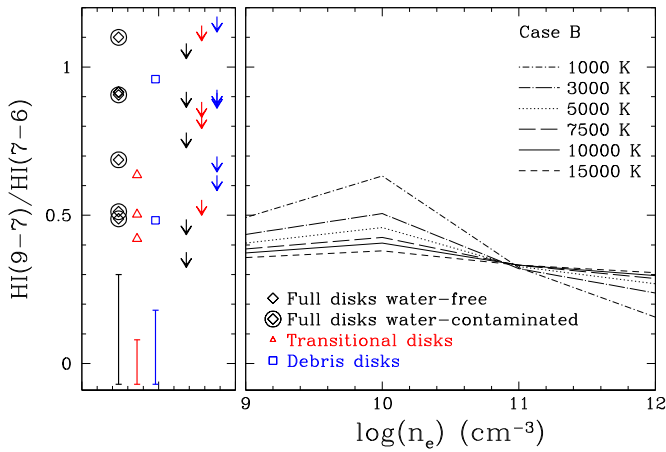 HI(9−7)/HI(7−6)
1
0.5
0
Case B
1000 K
3000 K
5000 K
7500 K
10000 K
15000 K
Full disks water-free
Full disks water-contaminated
Transitional disks
Debris disks
9 10 11 12
log(nₑ) (cm⁻³)